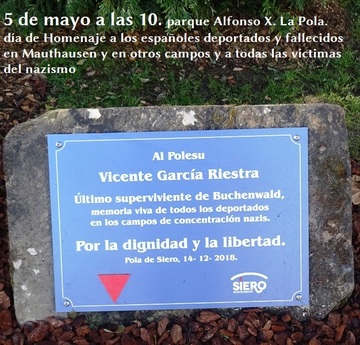 5 de mayo a las 10. parque Alfonso X. La Pola.
día de Homenaje a los españoles deportados y fallecidos
en Mauthausen y en otros campos y a todas las víctimas
del nazismo
Al Polesu
Vicente García Riestra
Último superviviente de Buchenwald,
memoria viva de todos los deportados
en los campos de concentración nazis.
Por la dignidad y la libertad.
Pola de Siero, 14- 12- 2018.
SIERO